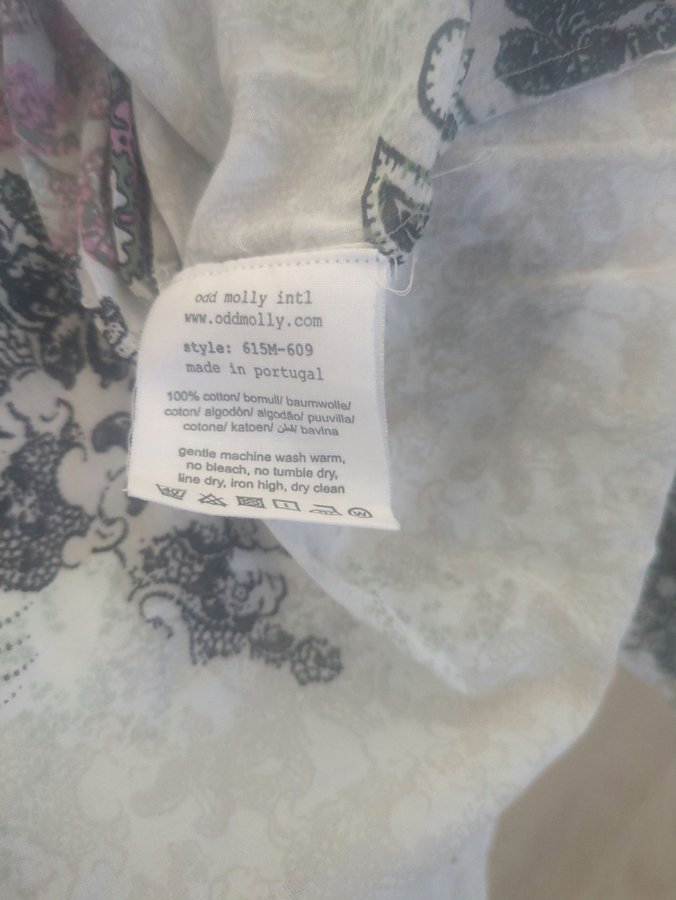 odd molly intl
www.oddmolly.com
style: 615M-609
made in portugal
100% cotton/ bomull/ baumwolle/
coton/ algodón/ algodão/ puuvilla/
cotone/ katoen/ قطن/ bavlna
gentle machine wash warm,
no bleach, no tumble dry,
line dry, iron high, dry clean
40
W